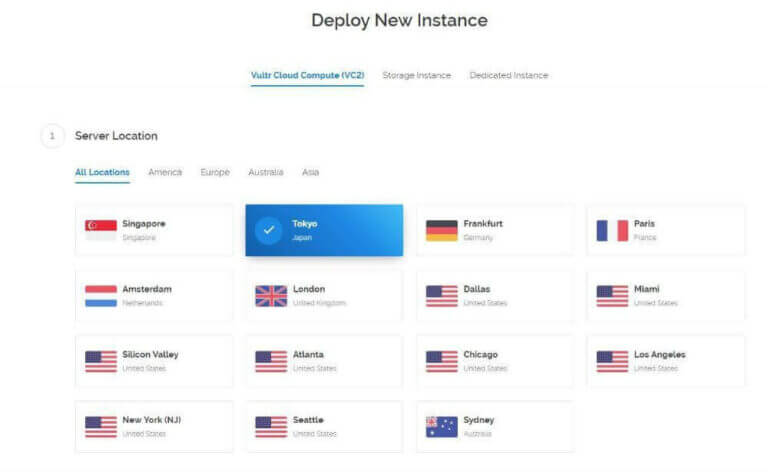 Deploy New Instance
Vultr Cloud Compute (VC2) Storage Instance Dedicated Instance
1 Server Location
All Locations America Europe Australia Asia
Singapore
Singapore
Tokyo
Japan
Frankfurt
Germany
Paris
France
Amsterdam
Netherlands
London
United Kingdom
Dallas
United States
Miami
United States
Silicon Valley
United States
Atlanta
United States
Chicago
United States
Los Angeles
United States
New York (NJ)
United States
Seattle
United States
Sydney
Australia